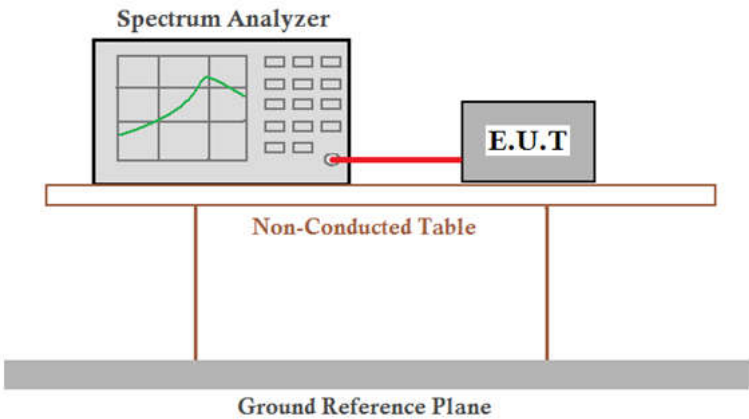 Spectrum Analyzer
E.U.T
Non-Conducted Table
Ground Reference Plane